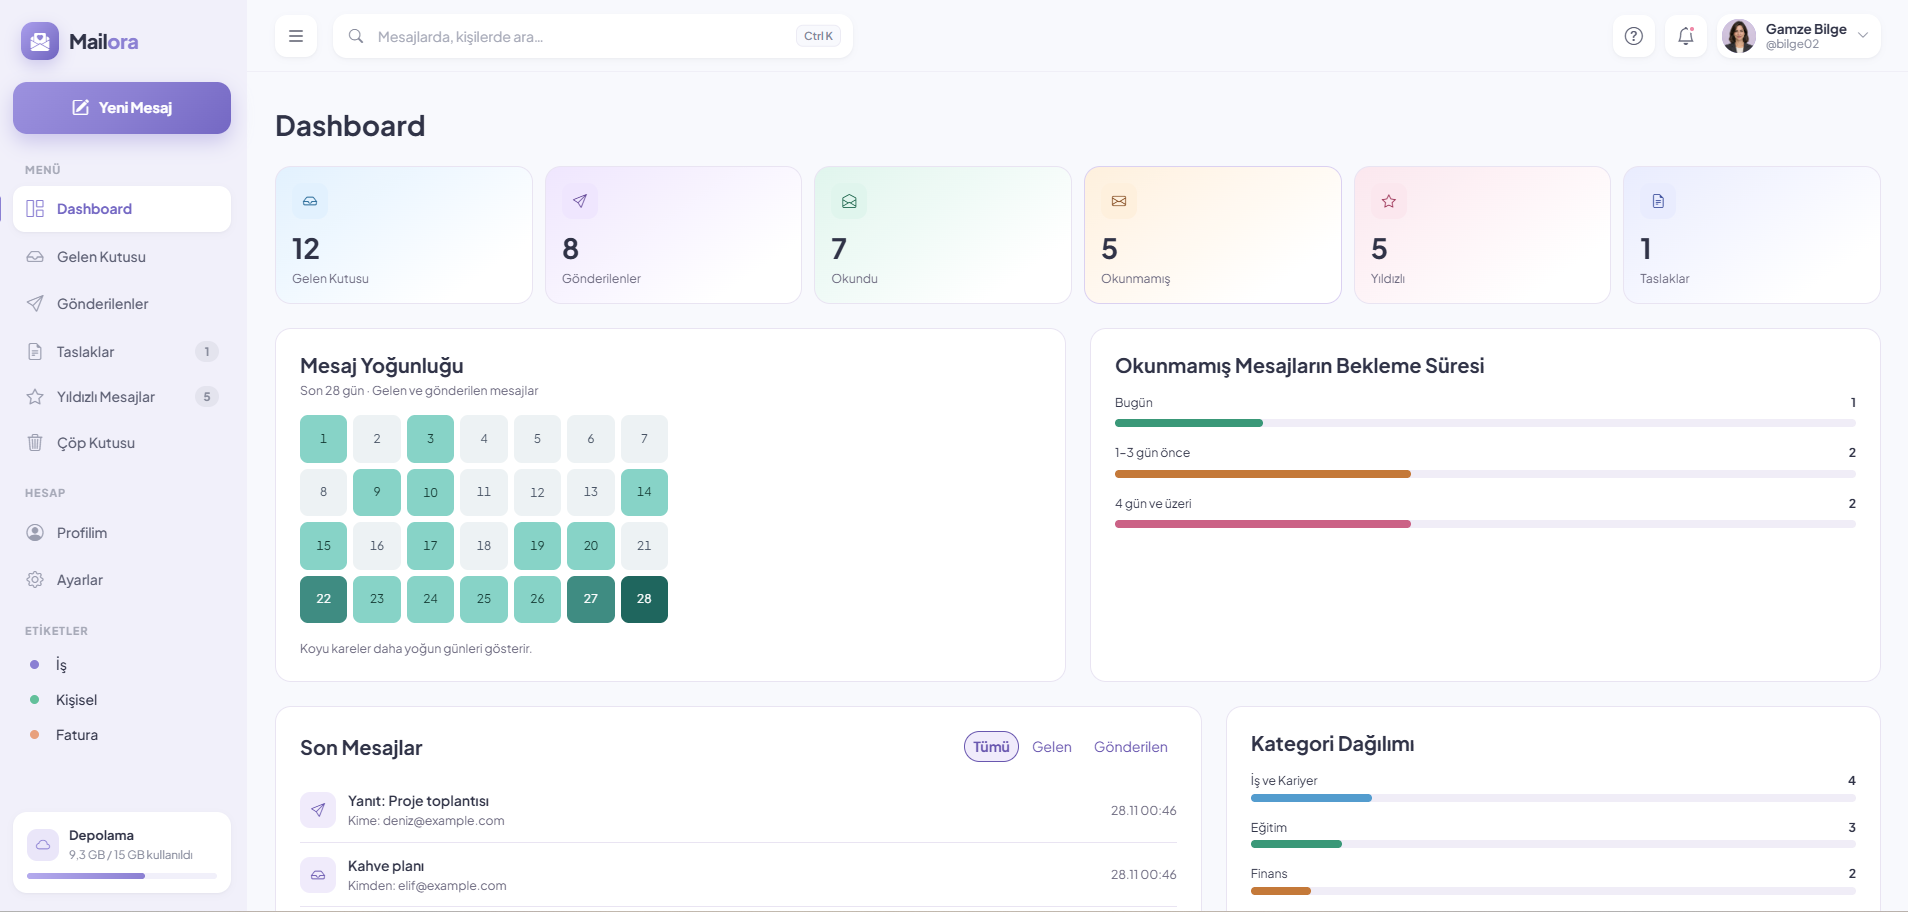 Mailora
Yeni Mesaj
MENÜ
Dashboard
Gelen Kutusu
Gönderilenler
Taslaklar 1
Yıldızlı Mesajlar 5
Çöp Kutusu
HESAP
Profilim
Ayarlar
ETİKETLER
İş
Kişisel
Fatura
Depolama
9,3 GB / 15 GB kullanıldı
Mesajlarda, kişilerde ara...
Ctrl K
Gamze Bilge
@bilge02
Dashboard
12
Gelen Kutusu
8
Gönderilenler
7
Okundu
5
Okunmamış
5
Yıldızlı
1
Taslaklar
Mesaj Yoğunluğu
Son 28 gün · Gelen ve gönderilen mesajlar
1 2 3 4 5 6 7
8 9 10 11 12 13 14
15 16 17 18 19 20 21
22 23 24 25 26 27 28
Koyu kareler daha yoğun günleri gösterir.
Okunmamış Mesajların Bekleme Süresi
Bugün 1
1–3 gün önce 2
4 gün ve üzeri 2
Son Mesajlar
Tümü Gelen Gönderilen
Yanıt: Proje toplantısı
Kime: deniz@example.com
28.11 00:46
Kahve planı
Kimden: elif@example.com
28.11 00:46
Kategori Dağılımı
İş ve Kariyer 4
Eğitim 3
Finans 2